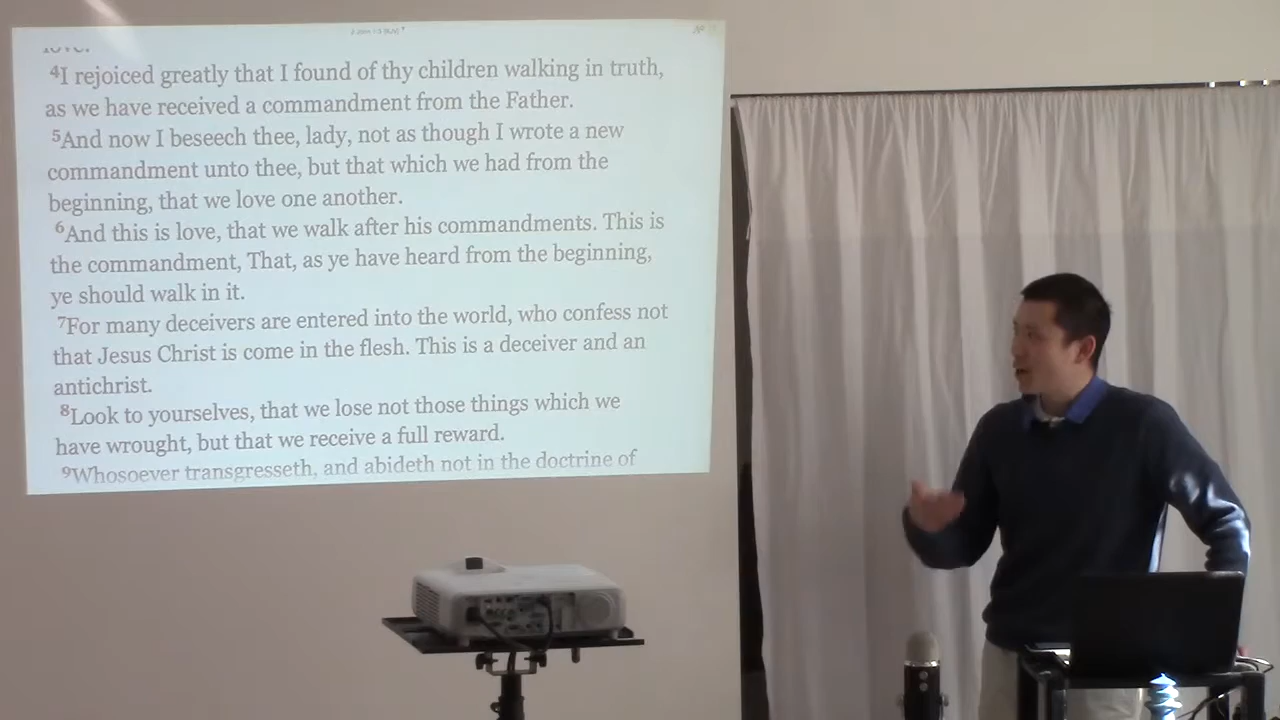 love.
⁴I rejoiced greatly that I found of thy children walking in truth,
as we have received a commandment from the Father.
⁵And now I beseech thee, lady, not as though I wrote a new
commandment unto thee, but that which we had from the
beginning, that we love one another.
⁶And this is love, that we walk after his commandments. This is
the commandment, That, as ye have heard from the beginning,
ye should walk in it.
⁷For many deceivers are entered into the world, who confess not
that Jesus Christ is come in the flesh. This is a deceiver and an
antichrist.
⁸Look to yourselves, that we lose not those things which we
have wrought, but that we receive a full reward.
⁹Whosoever transgresseth, and abideth not in the doctrine of